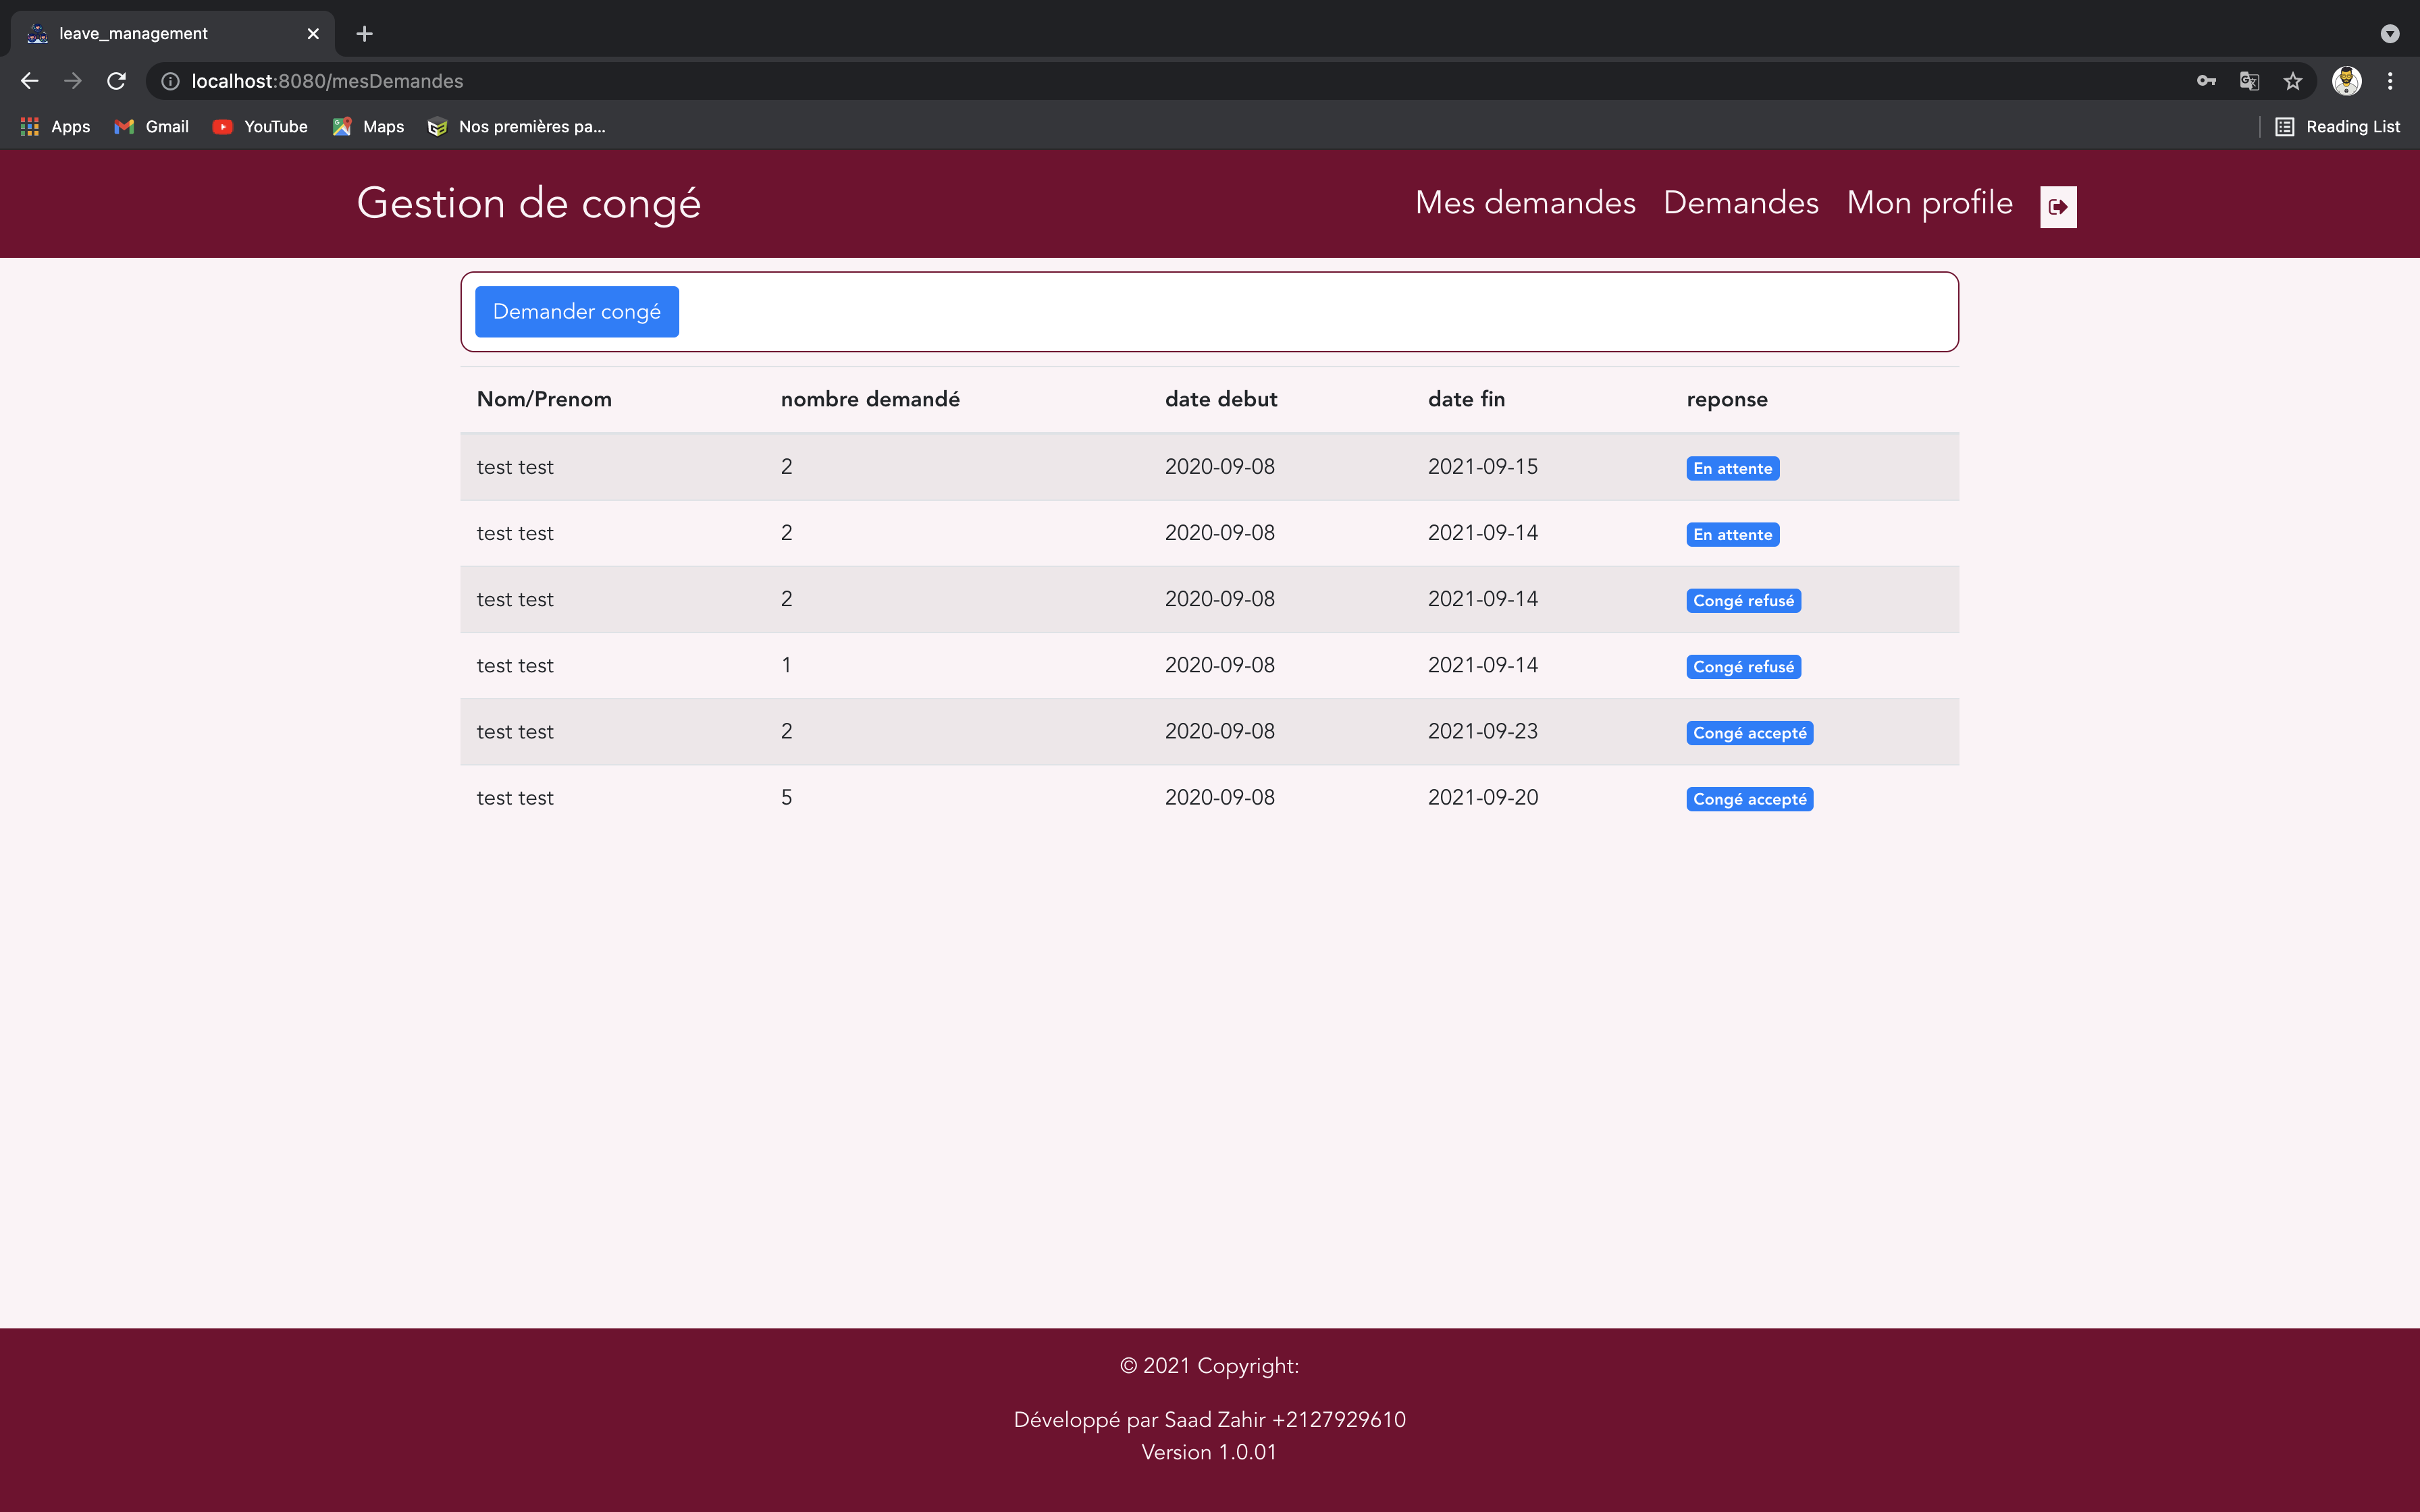 leave_management
localhost:8080/mesDemandes
Apps Gmail YouTube Maps Nos premières pa... Reading List
Gestion de congé Mes demandes Demandes Mon profile
Demander congé
Nom/Prenom nombre demandé date debut date fin reponse
test test 2 2020-09-08 2021-09-15 En attente
test test 2 2020-09-08 2021-09-14 En attente
test test 2 2020-09-08 2021-09-14 Congé refusé
test test 1 2020-09-08 2021-09-14 Congé refusé
test test 2 2020-09-08 2021-09-23 Congé accepté
test test 5 2020-09-08 2021-09-20 Congé accepté
© 2021 Copyright:
Développé par Saad Zahir +2127929610
Version 1.0.01